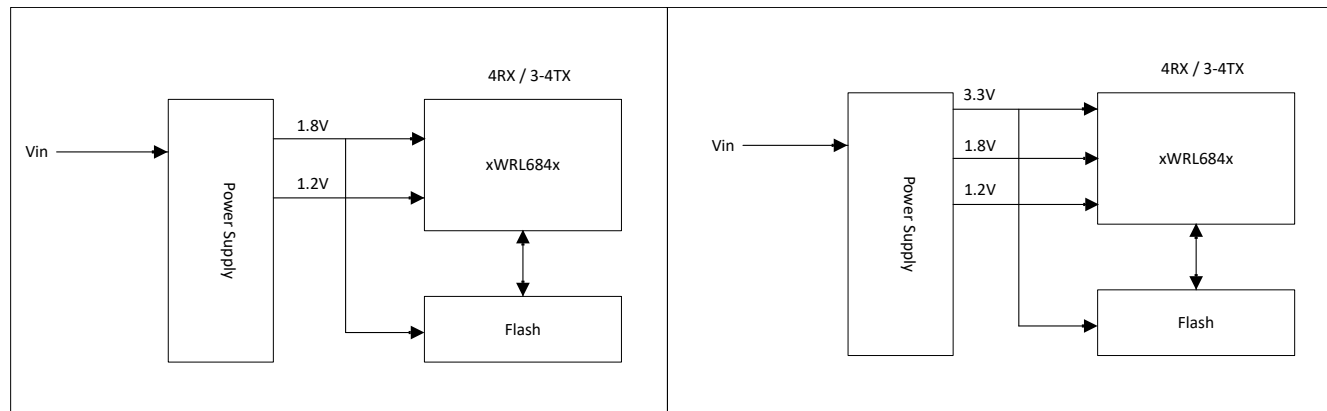 4RX / 3-4TX
1.8V
Vin
xWRL684x
1.2V
Power Supply
Flash
4RX / 3-4TX
3.3V
Vin
1.8V
xWRL684x
1.2V
Power Supply
Flash